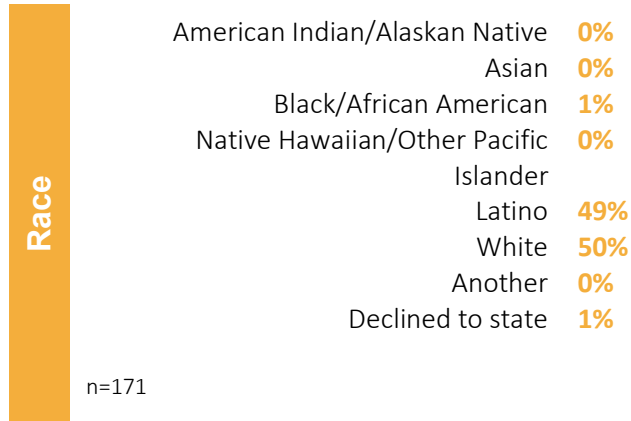 Race
American Indian/Alaskan Native 0%
Asian 0%
Black/African American 1%
Native Hawaiian/Other Pacific 0%
Islander
Latino 49%
White 50%
Another 0%
Declined to state 1%
n=171